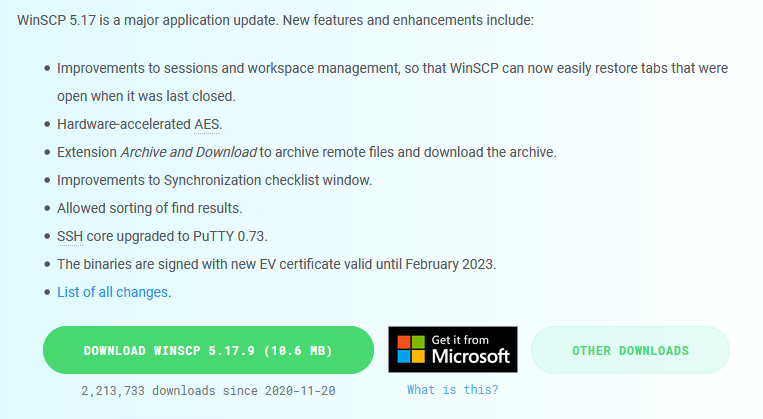 WinSCP 5.17 is a major application update. New features and enhancements include:
Improvements to sessions and workspace management, so that WinSCP can now easily restore tabs that were
open when it was last closed.
Hardware-accelerated AES.
Extension Archive and Download to archive remote files and download the archive.
Improvements to Synchronization checklist window.
Allowed sorting of find results.
SSH core upgraded to PuTTY 0.73.
The binaries are signed with new EV certificate valid until February 2023.
List of all changes.
DOWNLOAD WINSCP 5.17.9 (10.6 MB)
Get it from
Microsoft
OTHER DOWNLOADS
2,213,733 downloads since 2020-11-20
What is this?